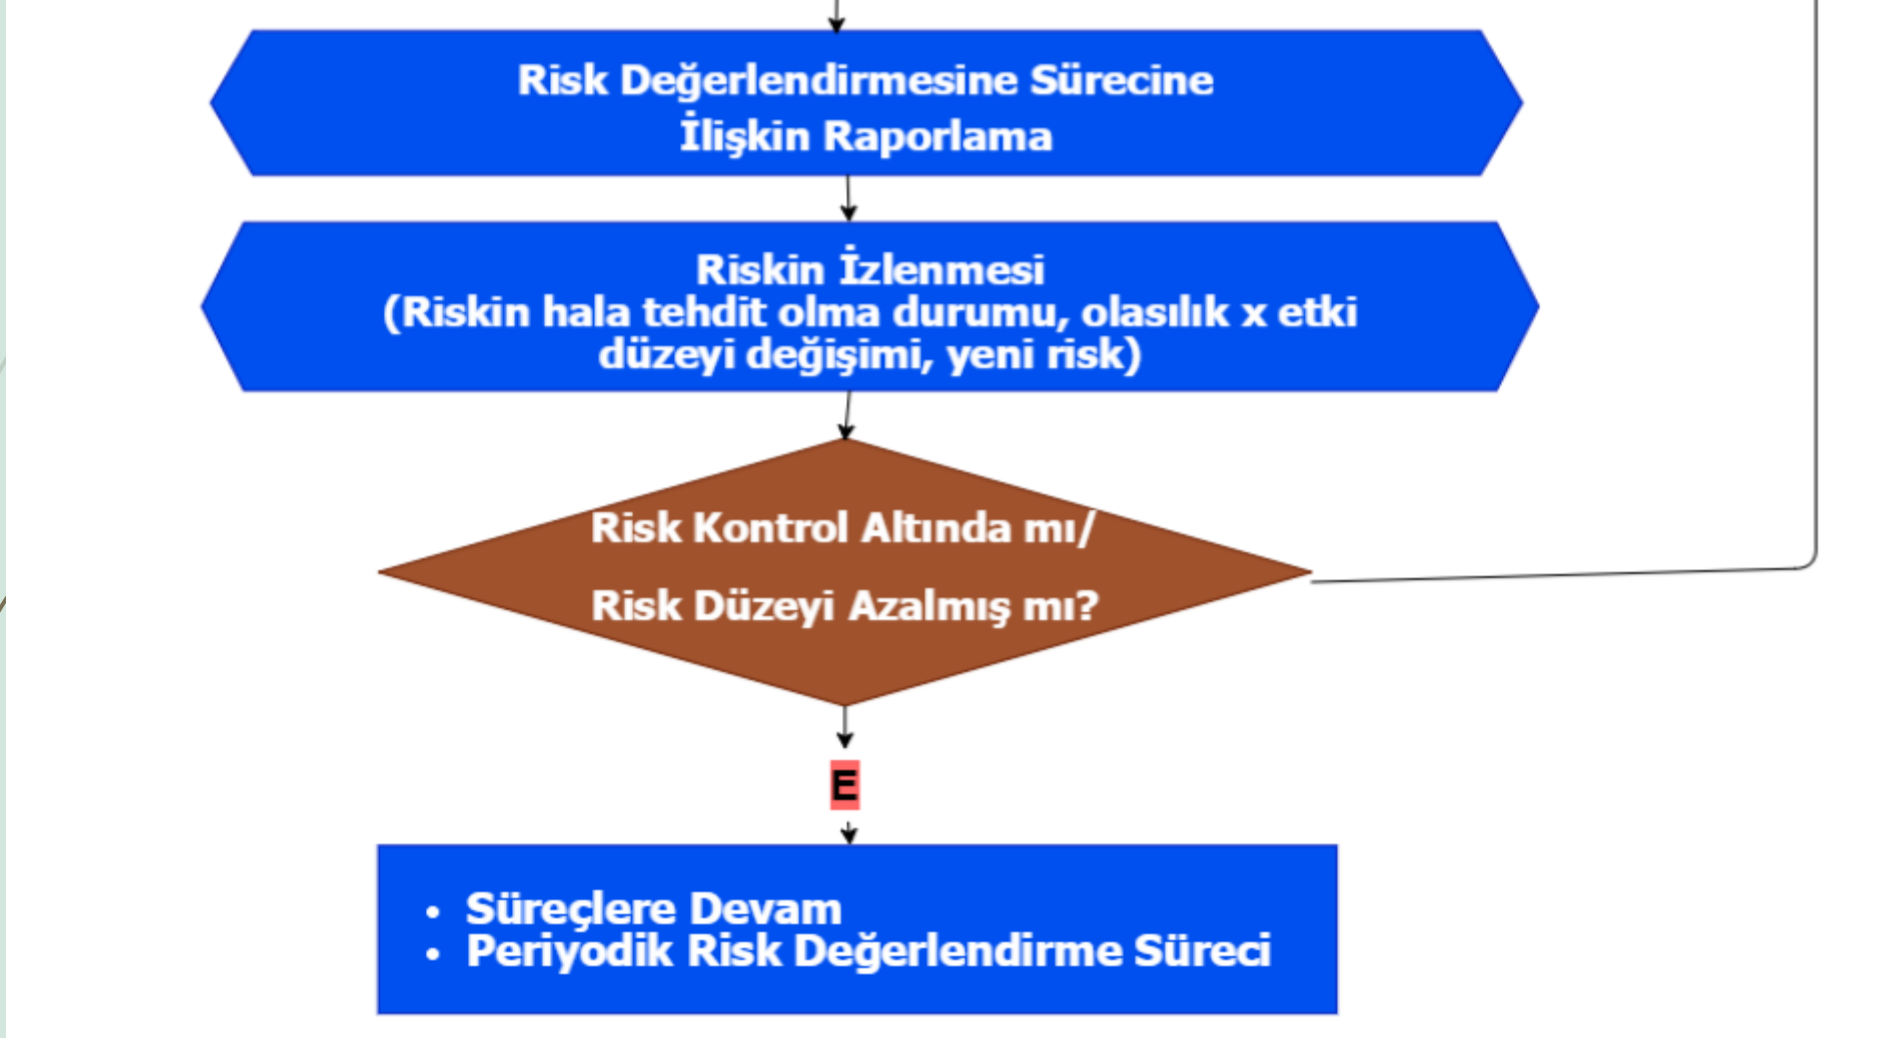 Risk Değerlendirmesine Sürecine
İlişkin Raporlama
Riskin İzlenmesi
(Riskin hala tehdit olma durumu, olasılık x etki
düzeyi değişimi, yeni risk)
Risk Kontrol Altında mı/
Risk Düzeyi Azalmış mı?
E
• Süreçlere Devam
• Periyodik Risk Değerlendirme Süreci